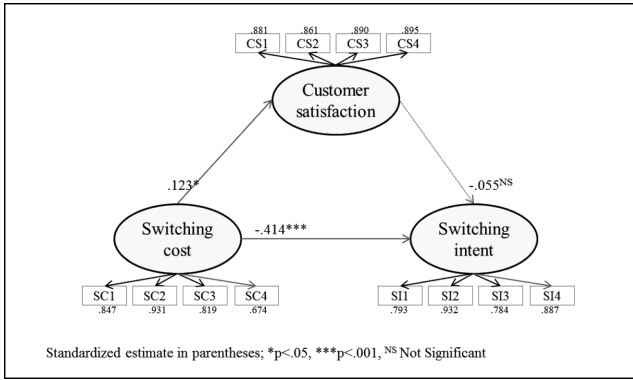 .881 .861 .890 .895
CS1 CS2 CS3 CS4
Customer
satisfaction
.123*
-.055NS
-.414***
Switching
cost
Switching
intent
SC1 SC2 SC3 SC4
.847 .931 .819 .674
SI1 SI2 SI3 SI4
.793 .932 .784 .887
Standardized estimate in parentheses; *p<.05, ***p<.001, NS Not Significant